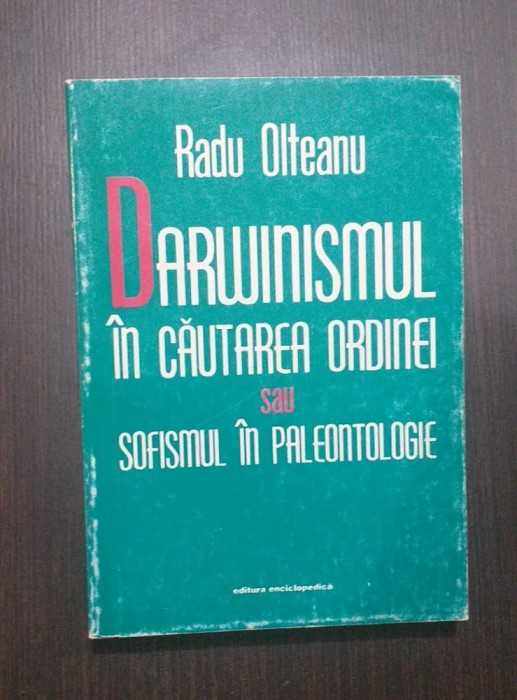 Radu Olteanu
DARWINISMUL
ÎN CĂUTAREA ORDINEI
sau
SOFISMUL ÎN PALEONTOLOGIE
editura enciclopedică